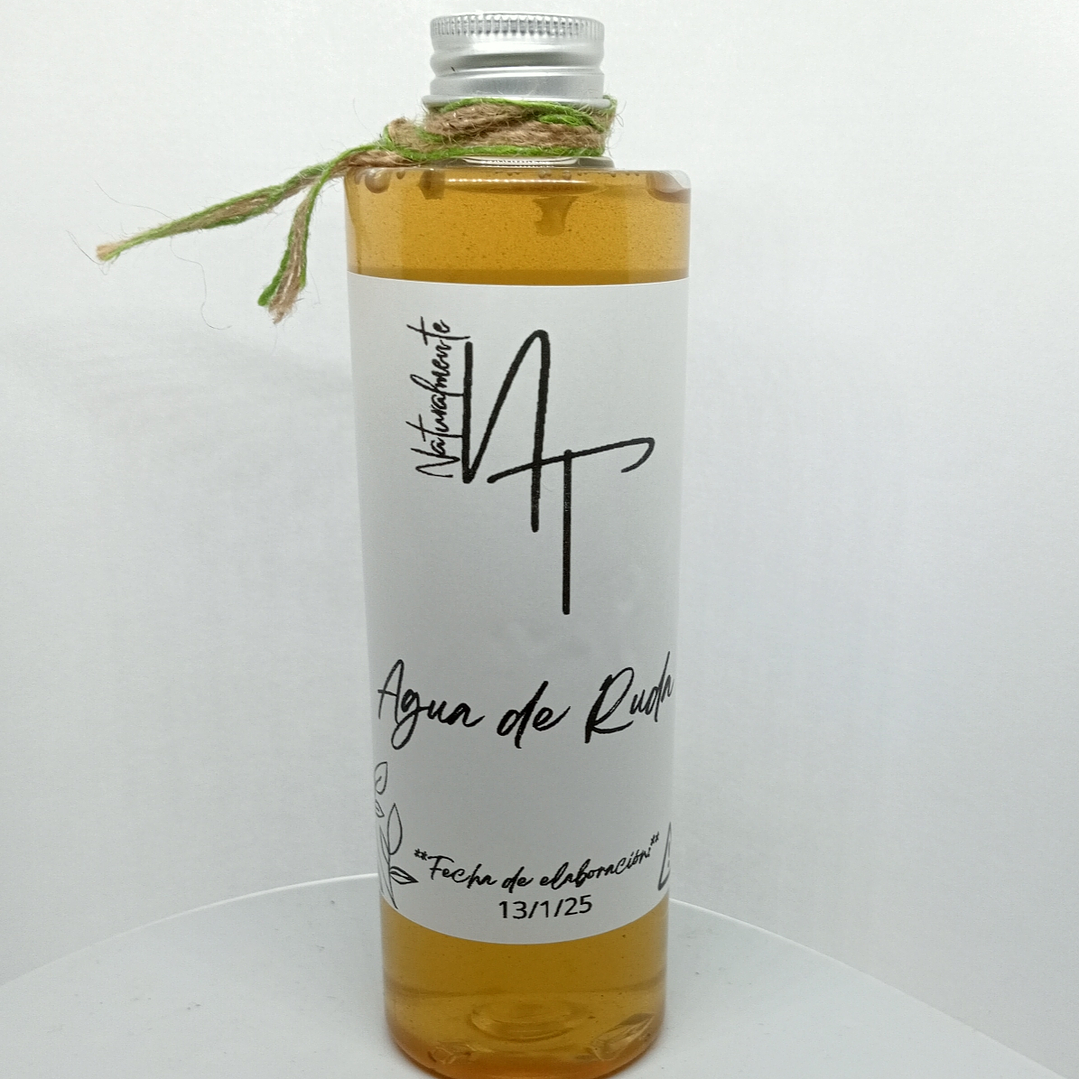 Naturalmente
NT
Agua de Ruda
**Fecha de elaboración:**
13/1/25